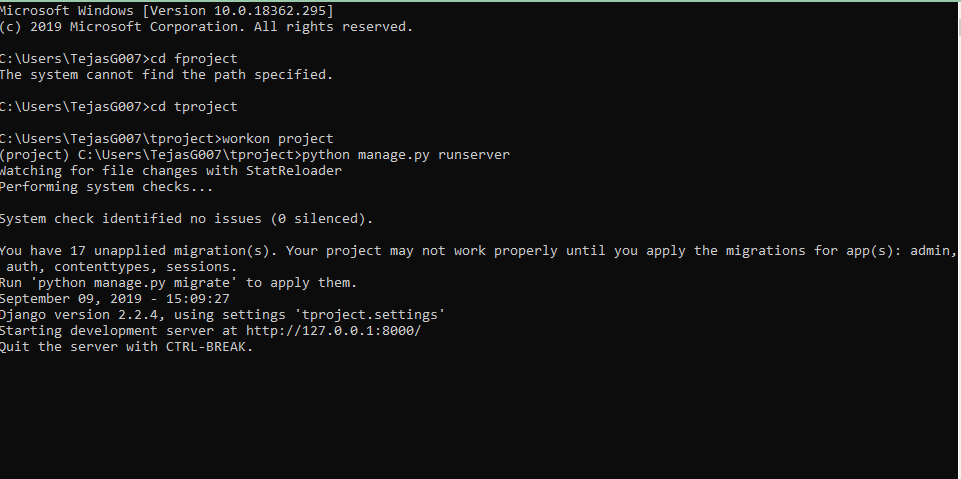 Microsoft Windows [Version 10.0.18362.295]
(c) 2019 Microsoft Corporation. All rights reserved.
C:\Users\TejasG007>cd fproject
The system cannot find the path specified.
C:\Users\TejasG007>cd tproject
C:\Users\TejasG007\tproject>workon project
(project) C:\Users\TejasG007\tproject>python manage.py runserver
Watching for file changes with StatReloader
Performing system checks...
System check identified no issues (0 silenced).
You have 17 unapplied migration(s). Your project may not work properly until you apply the migrations for app(s): admin,
 auth, contenttypes, sessions.
Run 'python manage.py migrate' to apply them.
September 09, 2019 - 15:09:27
Django version 2.2.4, using settings 'tproject.settings'
Starting development server at http://127.0.0.1:8000/
Quit the server with CTRL-BREAK.